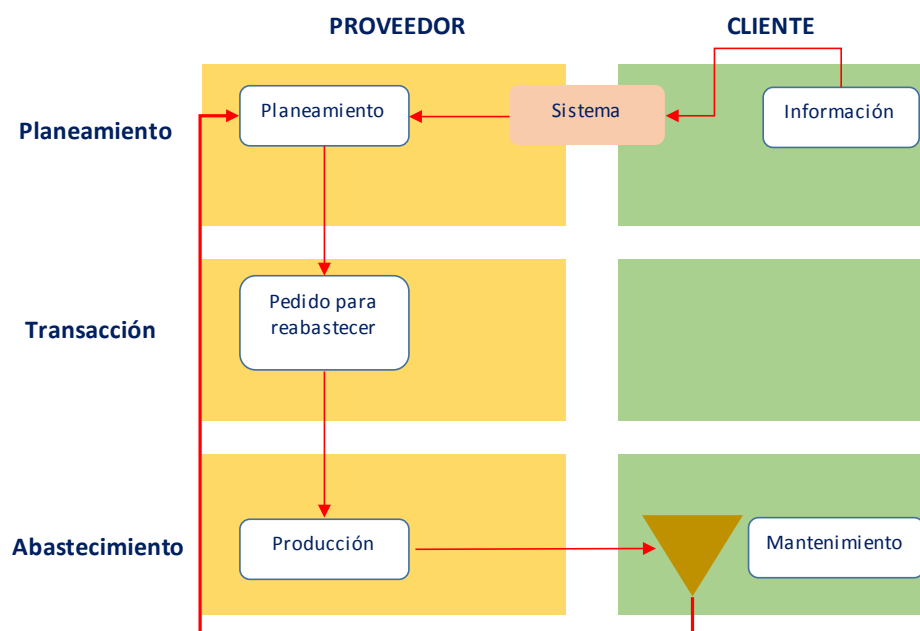 PROVEEDOR
CLIENTE
Planeamiento
Planeamiento
Sistema
Información
Transacción
Pedido para
reabastecer
Abastecimiento
Producción
Mantenimiento